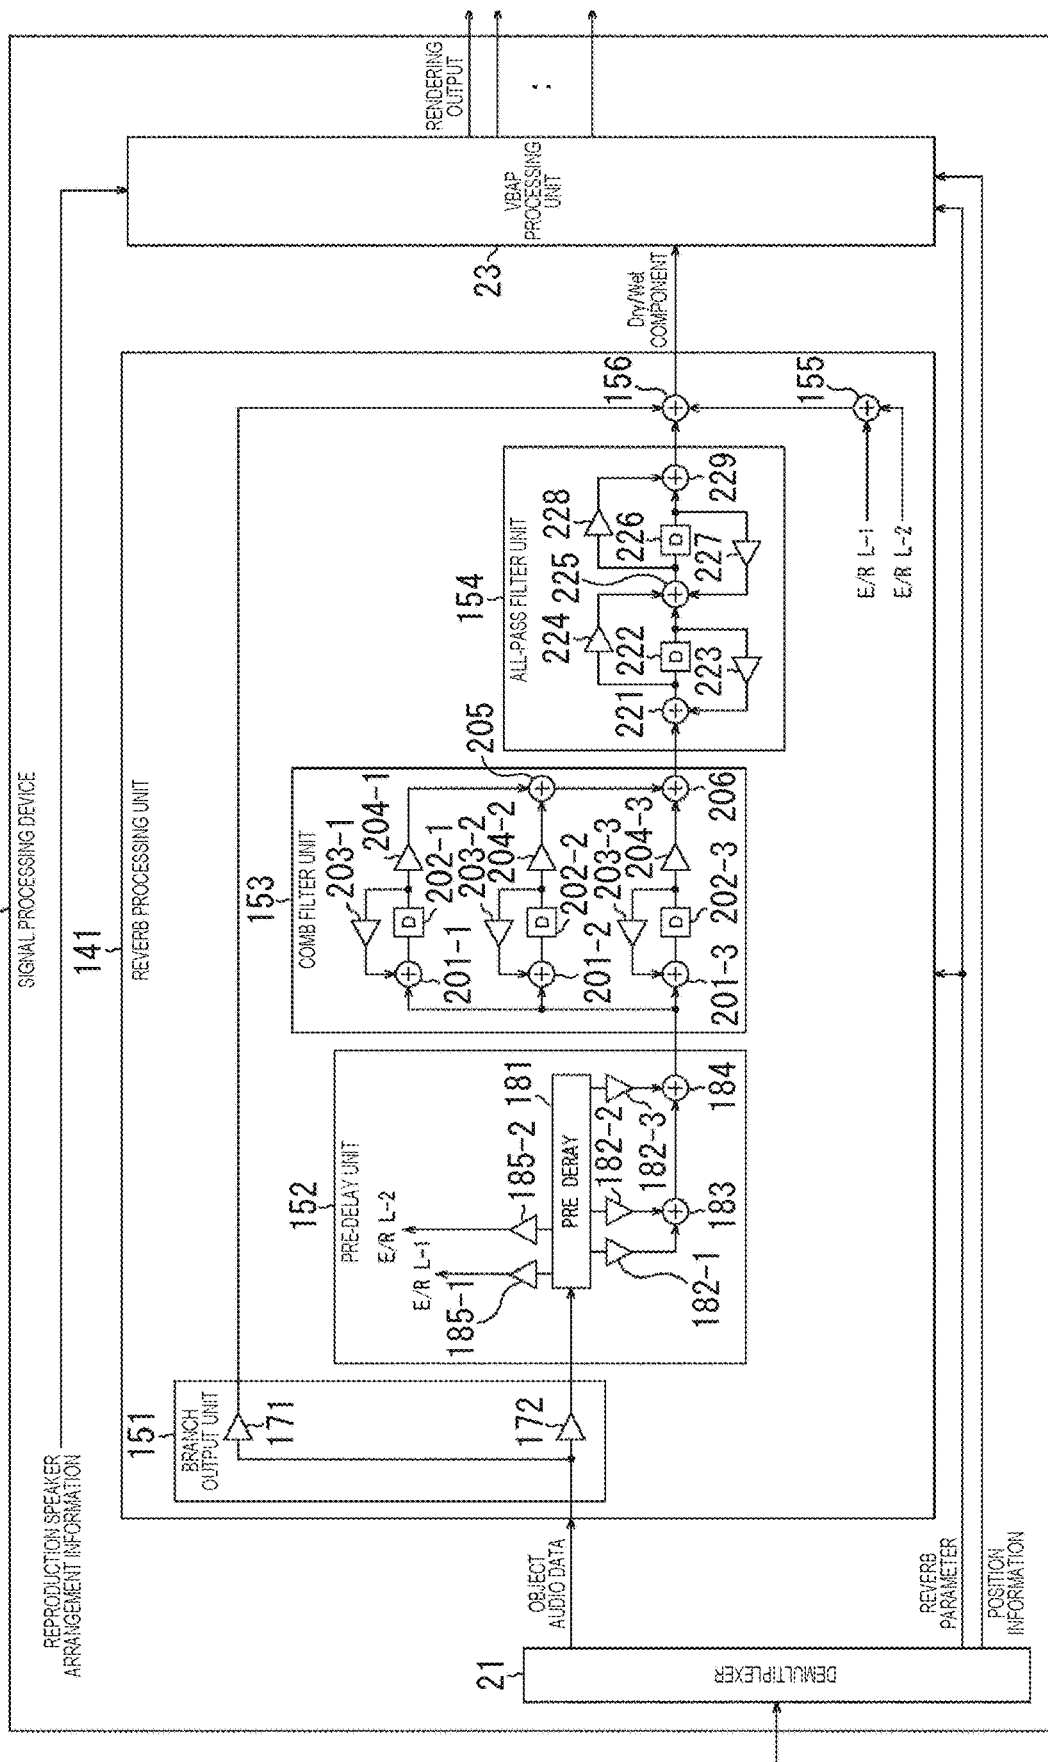 SIGNAL PROCESSING DEVICE
REPRODUCTION SPEAKER
ARRANGEMENT INFORMATION
141
REVERB PROCESSING UNIT
151
BRANCH
OUTPUT UNIT
171
172
152
PRE-DELAY UNIT
E/R L-2
E/R L-1
185-1
185-2
181
PRE DERAY
182-1
182-2
182-3
183
184
153
COMB FILTER UNIT
203-1
204-1
202-1
201-1
203-2
204-2
202-2
201-2
203-3
204-3
202-3
201-3
D
D
D
205
206
154
ALL-PASS FILTER UNIT
224
225
228
221
222
226
D
D
223
227
229
156
155
E/R L-1
E/R L-2
Dry/Wet
COMPONENT
23
VBAP
PROCESSING
UNIT
RENDERING
OUTPUT
21
DEMULTIPLEXER
OBJECT
AUDIO DATA
REVERB
PARAMETER
POSITION
INFORMATION